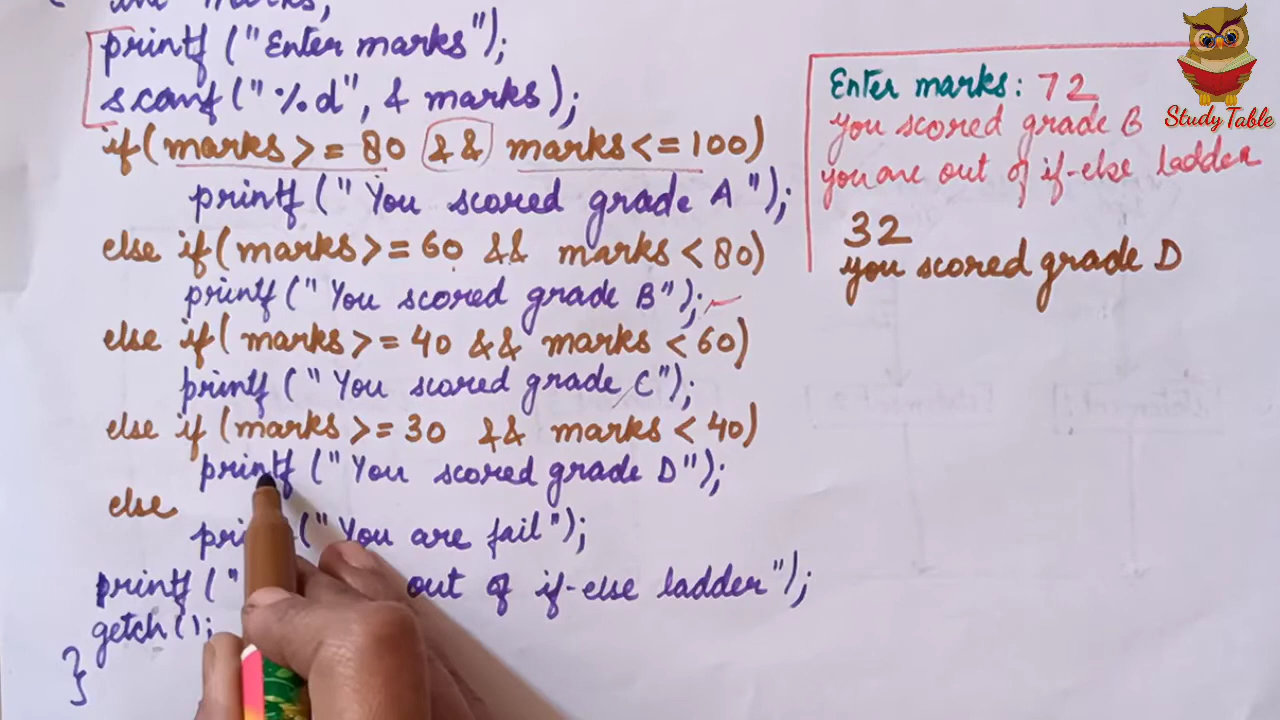 int marks;
printf ("Enter marks");
scanf ("%d", & marks);
if( marks >= 80 && marks <= 100)
printf (" You scored grade A ");
else if( marks >= 60 && marks < 80)
printf (" You scored grade B");
else if( marks >= 40 && marks < 60)
printf (" You scored grade C");
else if ( marks >= 30 && marks < 40)
printf (" You scored grade D");
else
("You are fail");
printf (" out of if-else ladder");
getch ();
}
Enter marks: 72
you scored grade B
you are out of if-else ladder
32
you scored grade D
Study Table